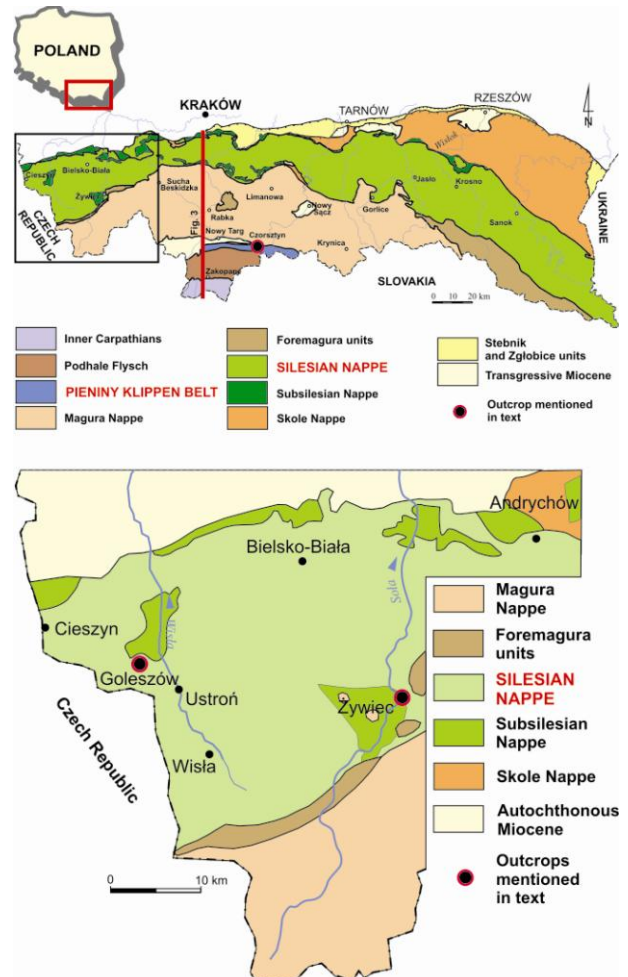 POLAND
KRAKÓW
TARNÓW
RZESZÓW
N
Wisłok
Cieszyn
Bielsko-Biała
Żywiec
Sucha
Beskidzka
Limanowa
Rabka
Nowy
Sącz
Gorlice
Jasło
Krosno
Sanok
Nowy Targ
Czorsztyn
Krynica
Zakopane
Fig. 3
CZECH
REPUBLIC
SLOVAKIA
UKRAINE
0 10 20 km
Inner Carpathians
Podhale Flysch
PIENINY KLIPPEN BELT
Magura Nappe
Foremagura units
SILESIAN NAPPE
Subsilesian Nappe
Skole Nappe
Stebnik
and Zgłobice units
Transgressive Miocene
Outcrop mentioned
in text
Andrychów
Bielsko-Biała
Soła
Wisła
Cieszyn
Goleszów
Ustroń
Żywiec
Wisła
Czech Republic
0 10 km
Magura
Nappe
Foremagura
units
SILESIAN
NAPPE
Subsilesian
Nappe
Skole Nappe
Autochthonous
Miocene
Outcrops
mentioned
in text